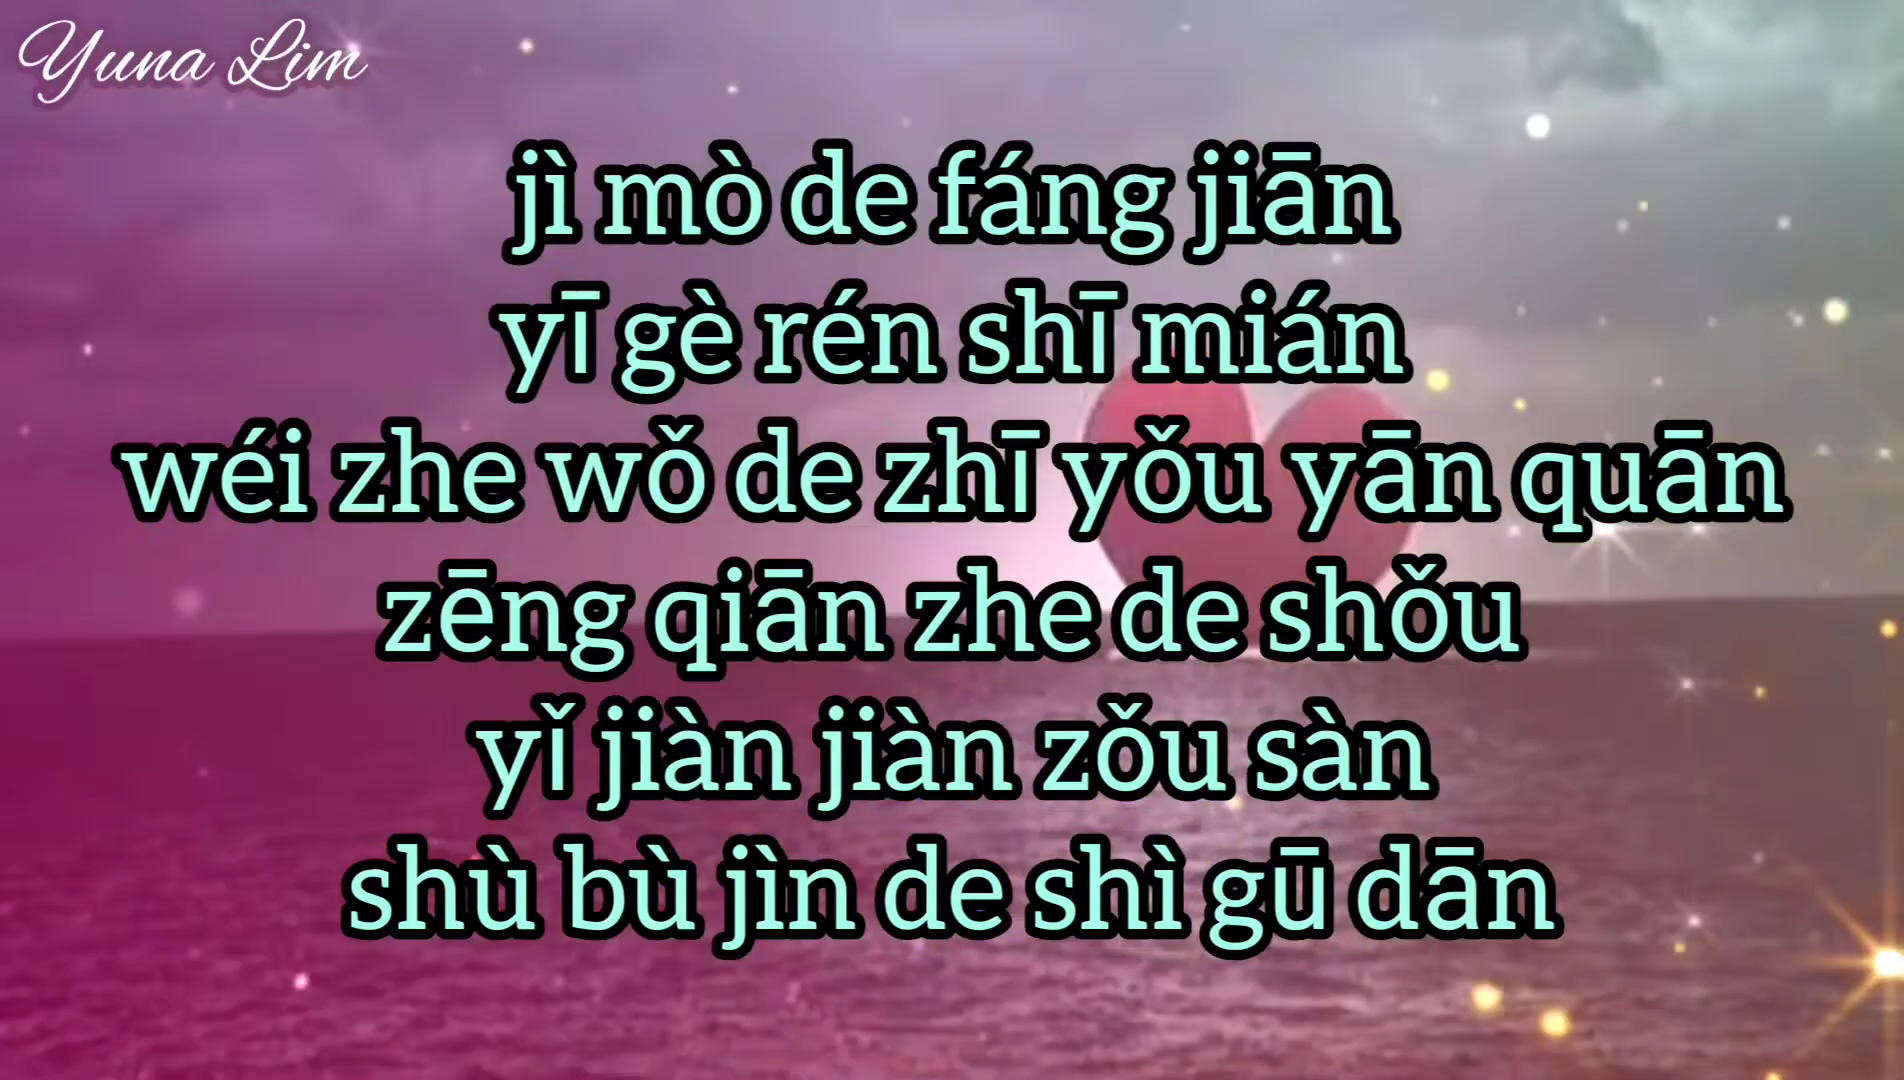 Yuna Lim
jì mò de fáng jiān
yī gè rén shī mián
wéi zhe wǒ de zhī yǒu yān quān
zēng qiān zhe de shǒu
yǐ jiàn jiàn zǒu sàn
shù bù jìn de shì gū dān